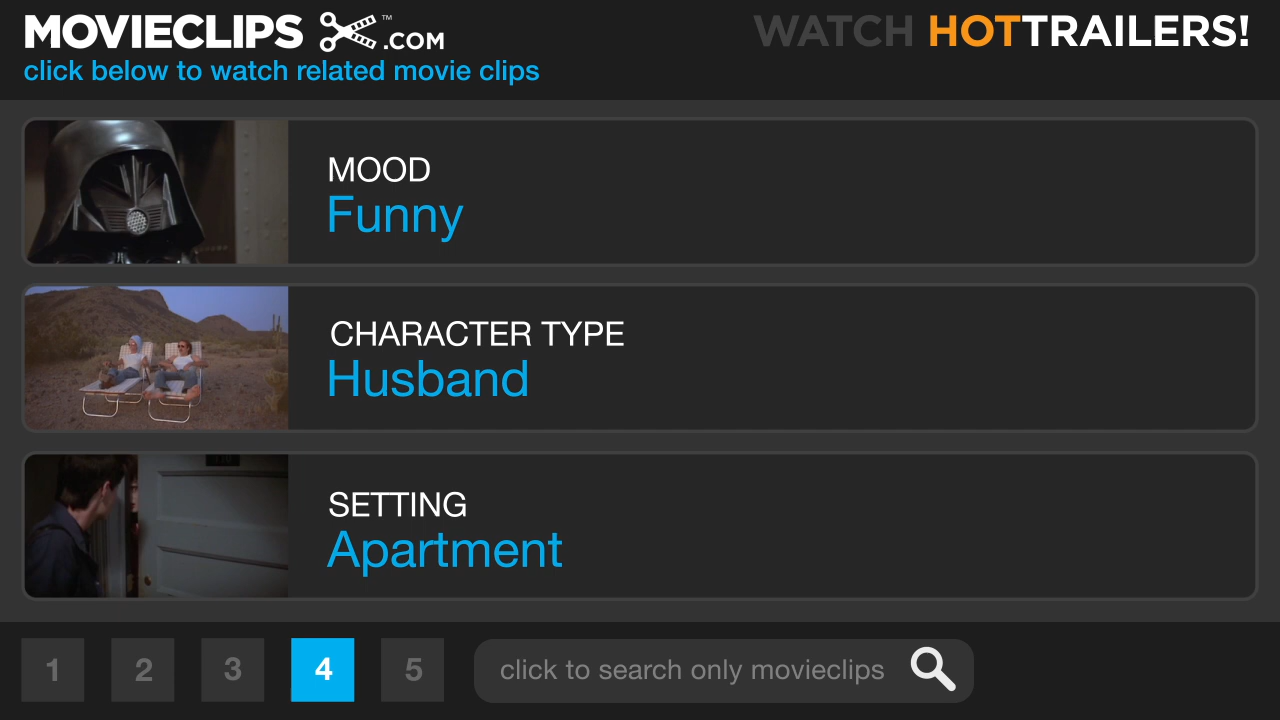 MOVIECLIPS ™ .COM
WATCH HOTTRAILERS!
click below to watch related movie clips
MOOD
Funny
CHARACTER TYPE
Husband
SETTING
Apartment
1 2 3 4 5
click to search only movieclips